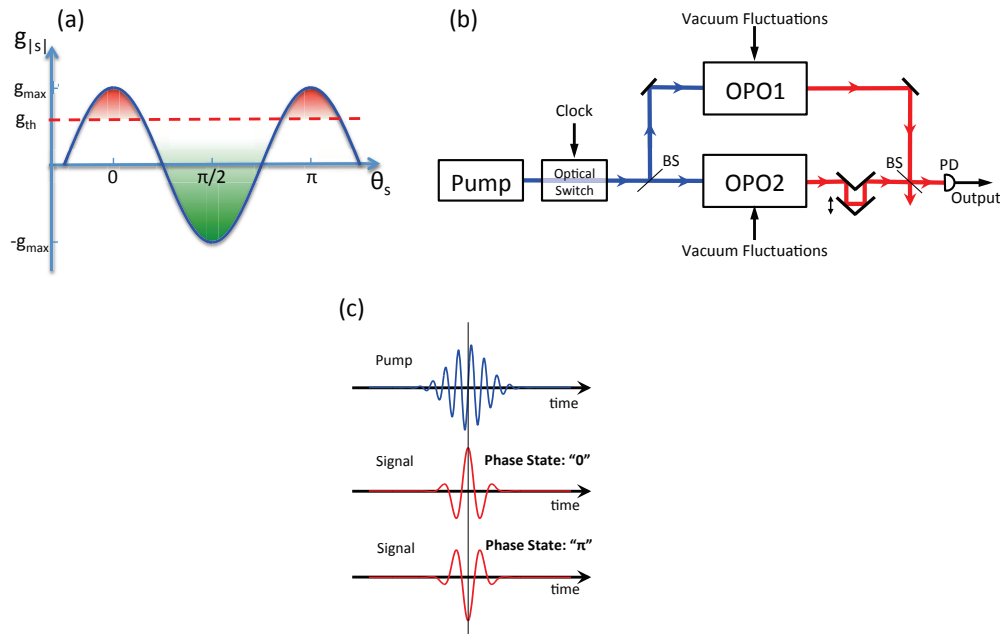 (a)
g|s|
gmax
gth
0
π/2
π
θs
-gmax
(b)
Vacuum Fluctuations
OPO1
Clock
Pump
Optical
Switch
BS
OPO2
BS
PD
Output
Vacuum Fluctuations
(c)
Pump
time
Signal
Phase State: “0”
time
Signal
Phase State: “π”
time